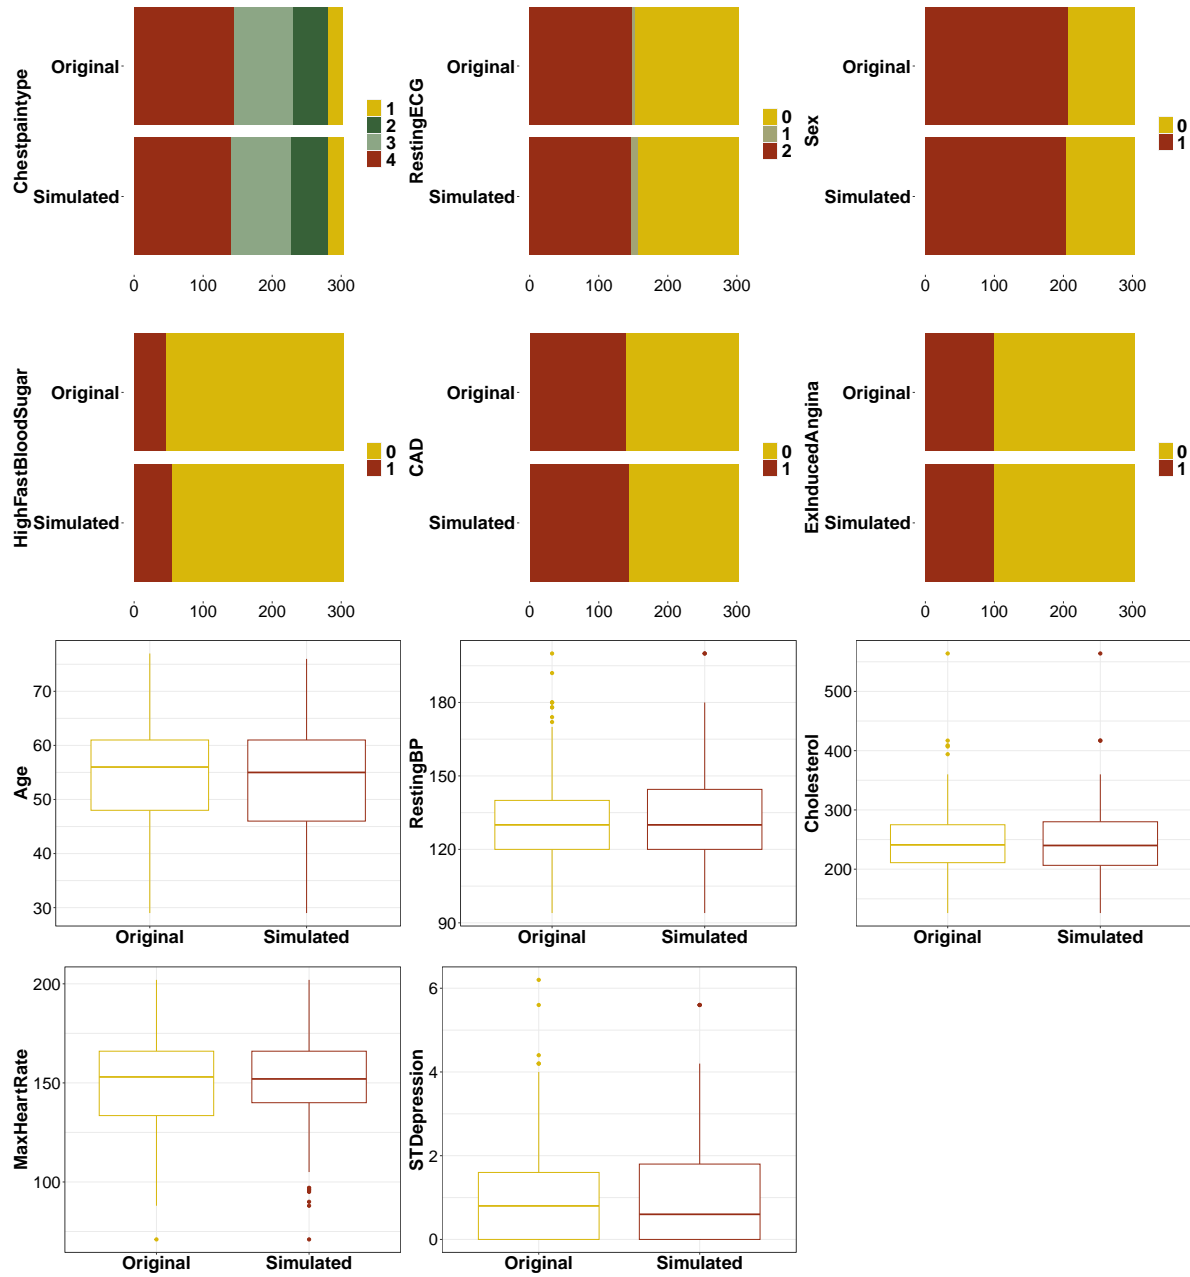 Chestpaintype
Original
Simulated
0 100 200 300
1
2
3
4
RestingECG
Original
Simulated
0 100 200 300
0
1
2
Sex
Original
Simulated
0 100 200 300
0
1
HighFastBloodSugar
Original
Simulated
0 100 200 300
0
1
CAD
Original
Simulated
0 100 200 300
0
1
ExInducedAngina
Original
Simulated
0 100 200 300
0
1
Age
70
60
50
40
30
Original Simulated
RestingBP
180
150
120
90
Original Simulated
Cholesterol
500
400
300
200
Original Simulated
MaxHeartRate
200
150
100
Original Simulated
STDepression
6
4
2
0
Original Simulated